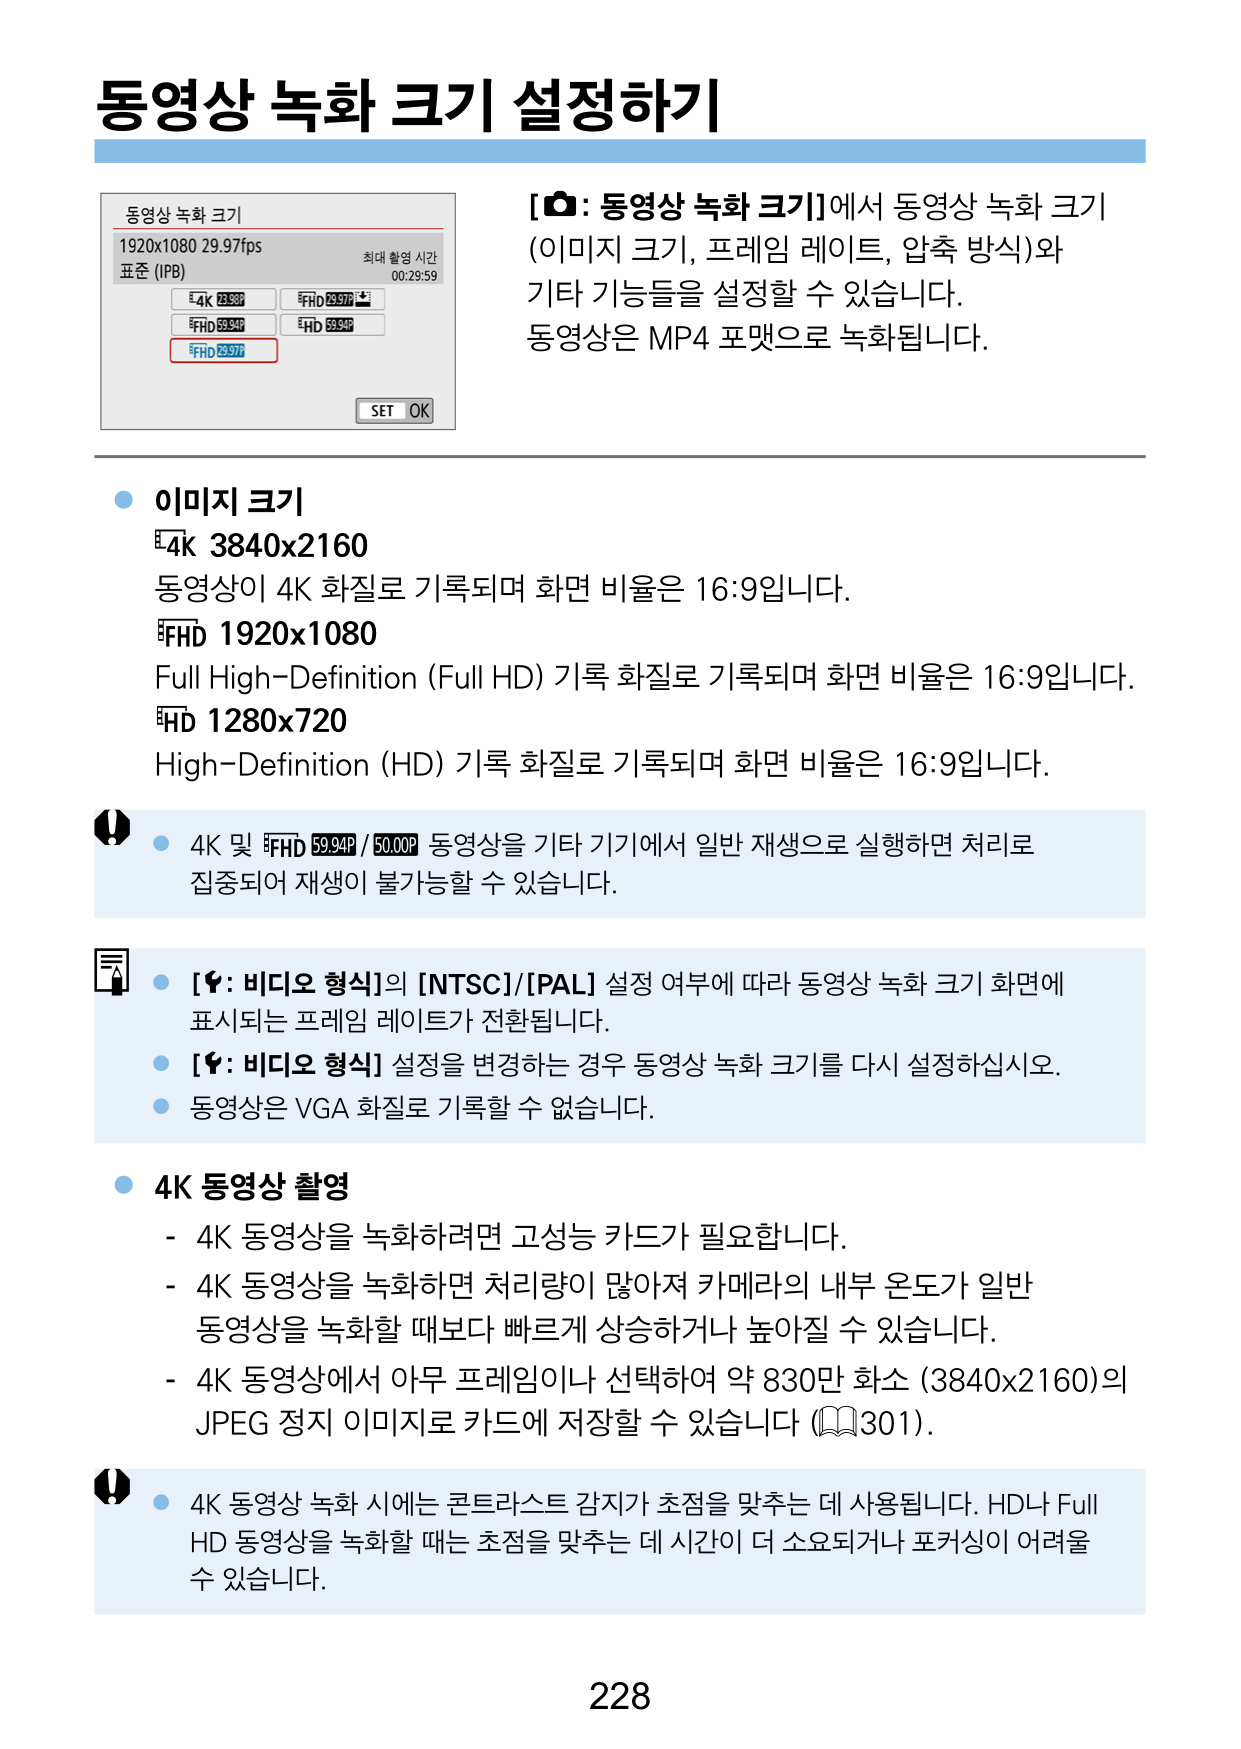 동영상 녹화 크기 설정하기
동영상 녹화 크기
1920x1080 29.97fps
표준 (IPB)
최대 촬영 시간
00:29:59
4K 23.98P
FHD 29.97P
FHD 59.94P
HD 59.94P
FHD 29.97P
SET OK
[: 동영상 녹화 크기]에서 동영상 녹화 크기
(이미지 크기, 프레임 레이트, 압축 방식)와
기타 기능들을 설정할 수 있습니다.
동영상은 MP4 포맷으로 녹화됩니다.
● 이미지 크기
4K 3840x2160
동영상이 4K 화질로 기록되며 화면 비율은 16:9입니다.
FHD 1920x1080
Full High-Definition (Full HD) 기록 화질로 기록되며 화면 비율은 16:9입니다.
HD 1280x720
High-Definition (HD) 기록 화질로 기록되며 화면 비율은 16:9입니다.
● 4K 및 FHD 59.94P / 50.00P 동영상을 기타 기기에서 일반 재생으로 실행하면 처리로
집중되어 재생이 불가능할 수 있습니다.
● [: 비디오 형식]의 [NTSC]/[PAL] 설정 여부에 따라 동영상 녹화 크기 화면에
표시되는 프레임 레이트가 전환됩니다.
● [: 비디오 형식] 설정을 변경하는 경우 동영상 녹화 크기를 다시 설정하십시오.
● 동영상은 VGA 화질로 기록할 수 없습니다.
● 4K 동영상 촬영
- 4K 동영상을 녹화하려면 고성능 카드가 필요합니다.
- 4K 동영상을 녹화하면 처리량이 많아져 카메라의 내부 온도가 일반
동영상을 녹화할 때보다 빠르게 상승하거나 높아질 수 있습니다.
- 4K 동영상에서 아무 프레임이나 선택하여 약 830만 화소 (3840x2160)의
JPEG 정지 이미지로 카드에 저장할 수 있습니다 (301).
● 4K 동영상 녹화 시에는 콘트라스트 감지가 초점을 맞추는 데 사용됩니다. HD나 Full
HD 동영상을 녹화할 때는 초점을 맞추는 데 시간이 더 소요되거나 포커싱이 어려울
수 있습니다.
228